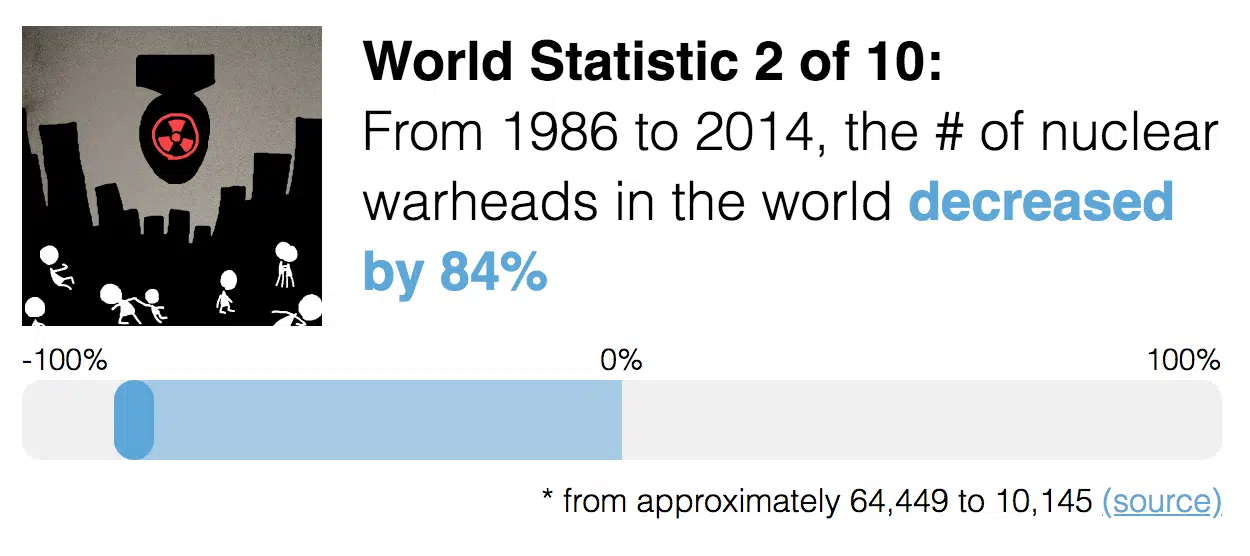 World Statistic 2 of 10:
From 1986 to 2014, the # of nuclear
warheads in the world decreased
by 84%
-100% 0% 100%
* from approximately 64,449 to 10,145 (source)